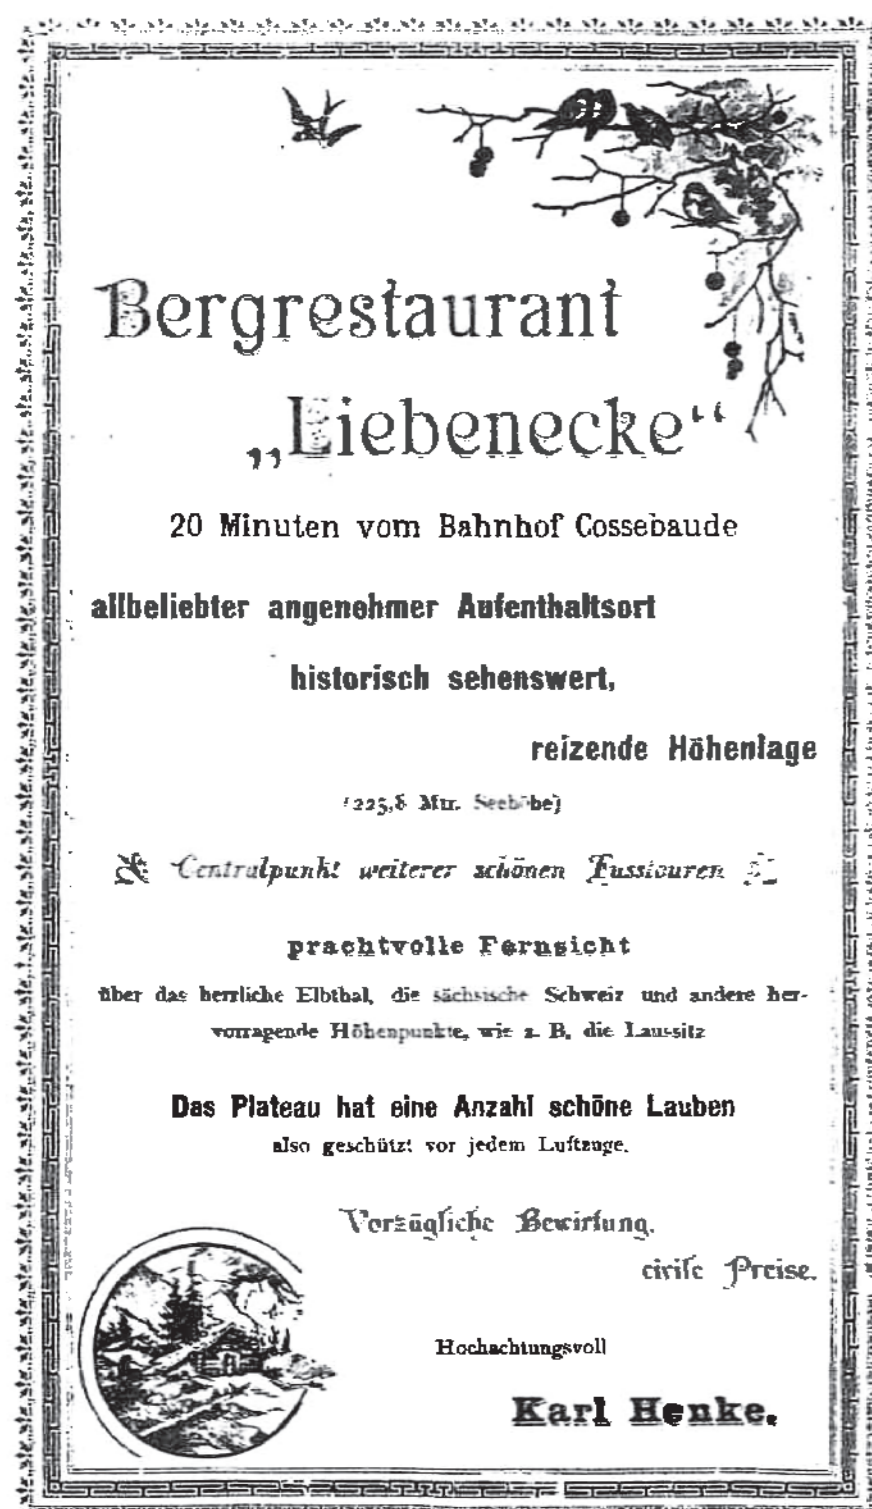 Bergrestaurant
„Liebenecke“
20 Minuten vom Bahnhof Cossebaude
allbeliebter angenehmer Aufenthaltsort
historisch sehenswert,
reizende Höhenlage
(225,8 Mtr. Seehöhe)
Centralpunkt weiterer schönen Fusstouren
prachtvolle Fernsicht
über das herrliche Elbthal, die sächsische Schweiz und andere her-
vorragende Höhenpunkte, wie z. B. die Laussitz
Das Plateau hat eine Anzahl schöne Lauben
also geschützt vor jedem Luftzuge.
Vorzügliche Bewirtung.
civile Preise.
Hochachtungsvoll
Karl Henke.